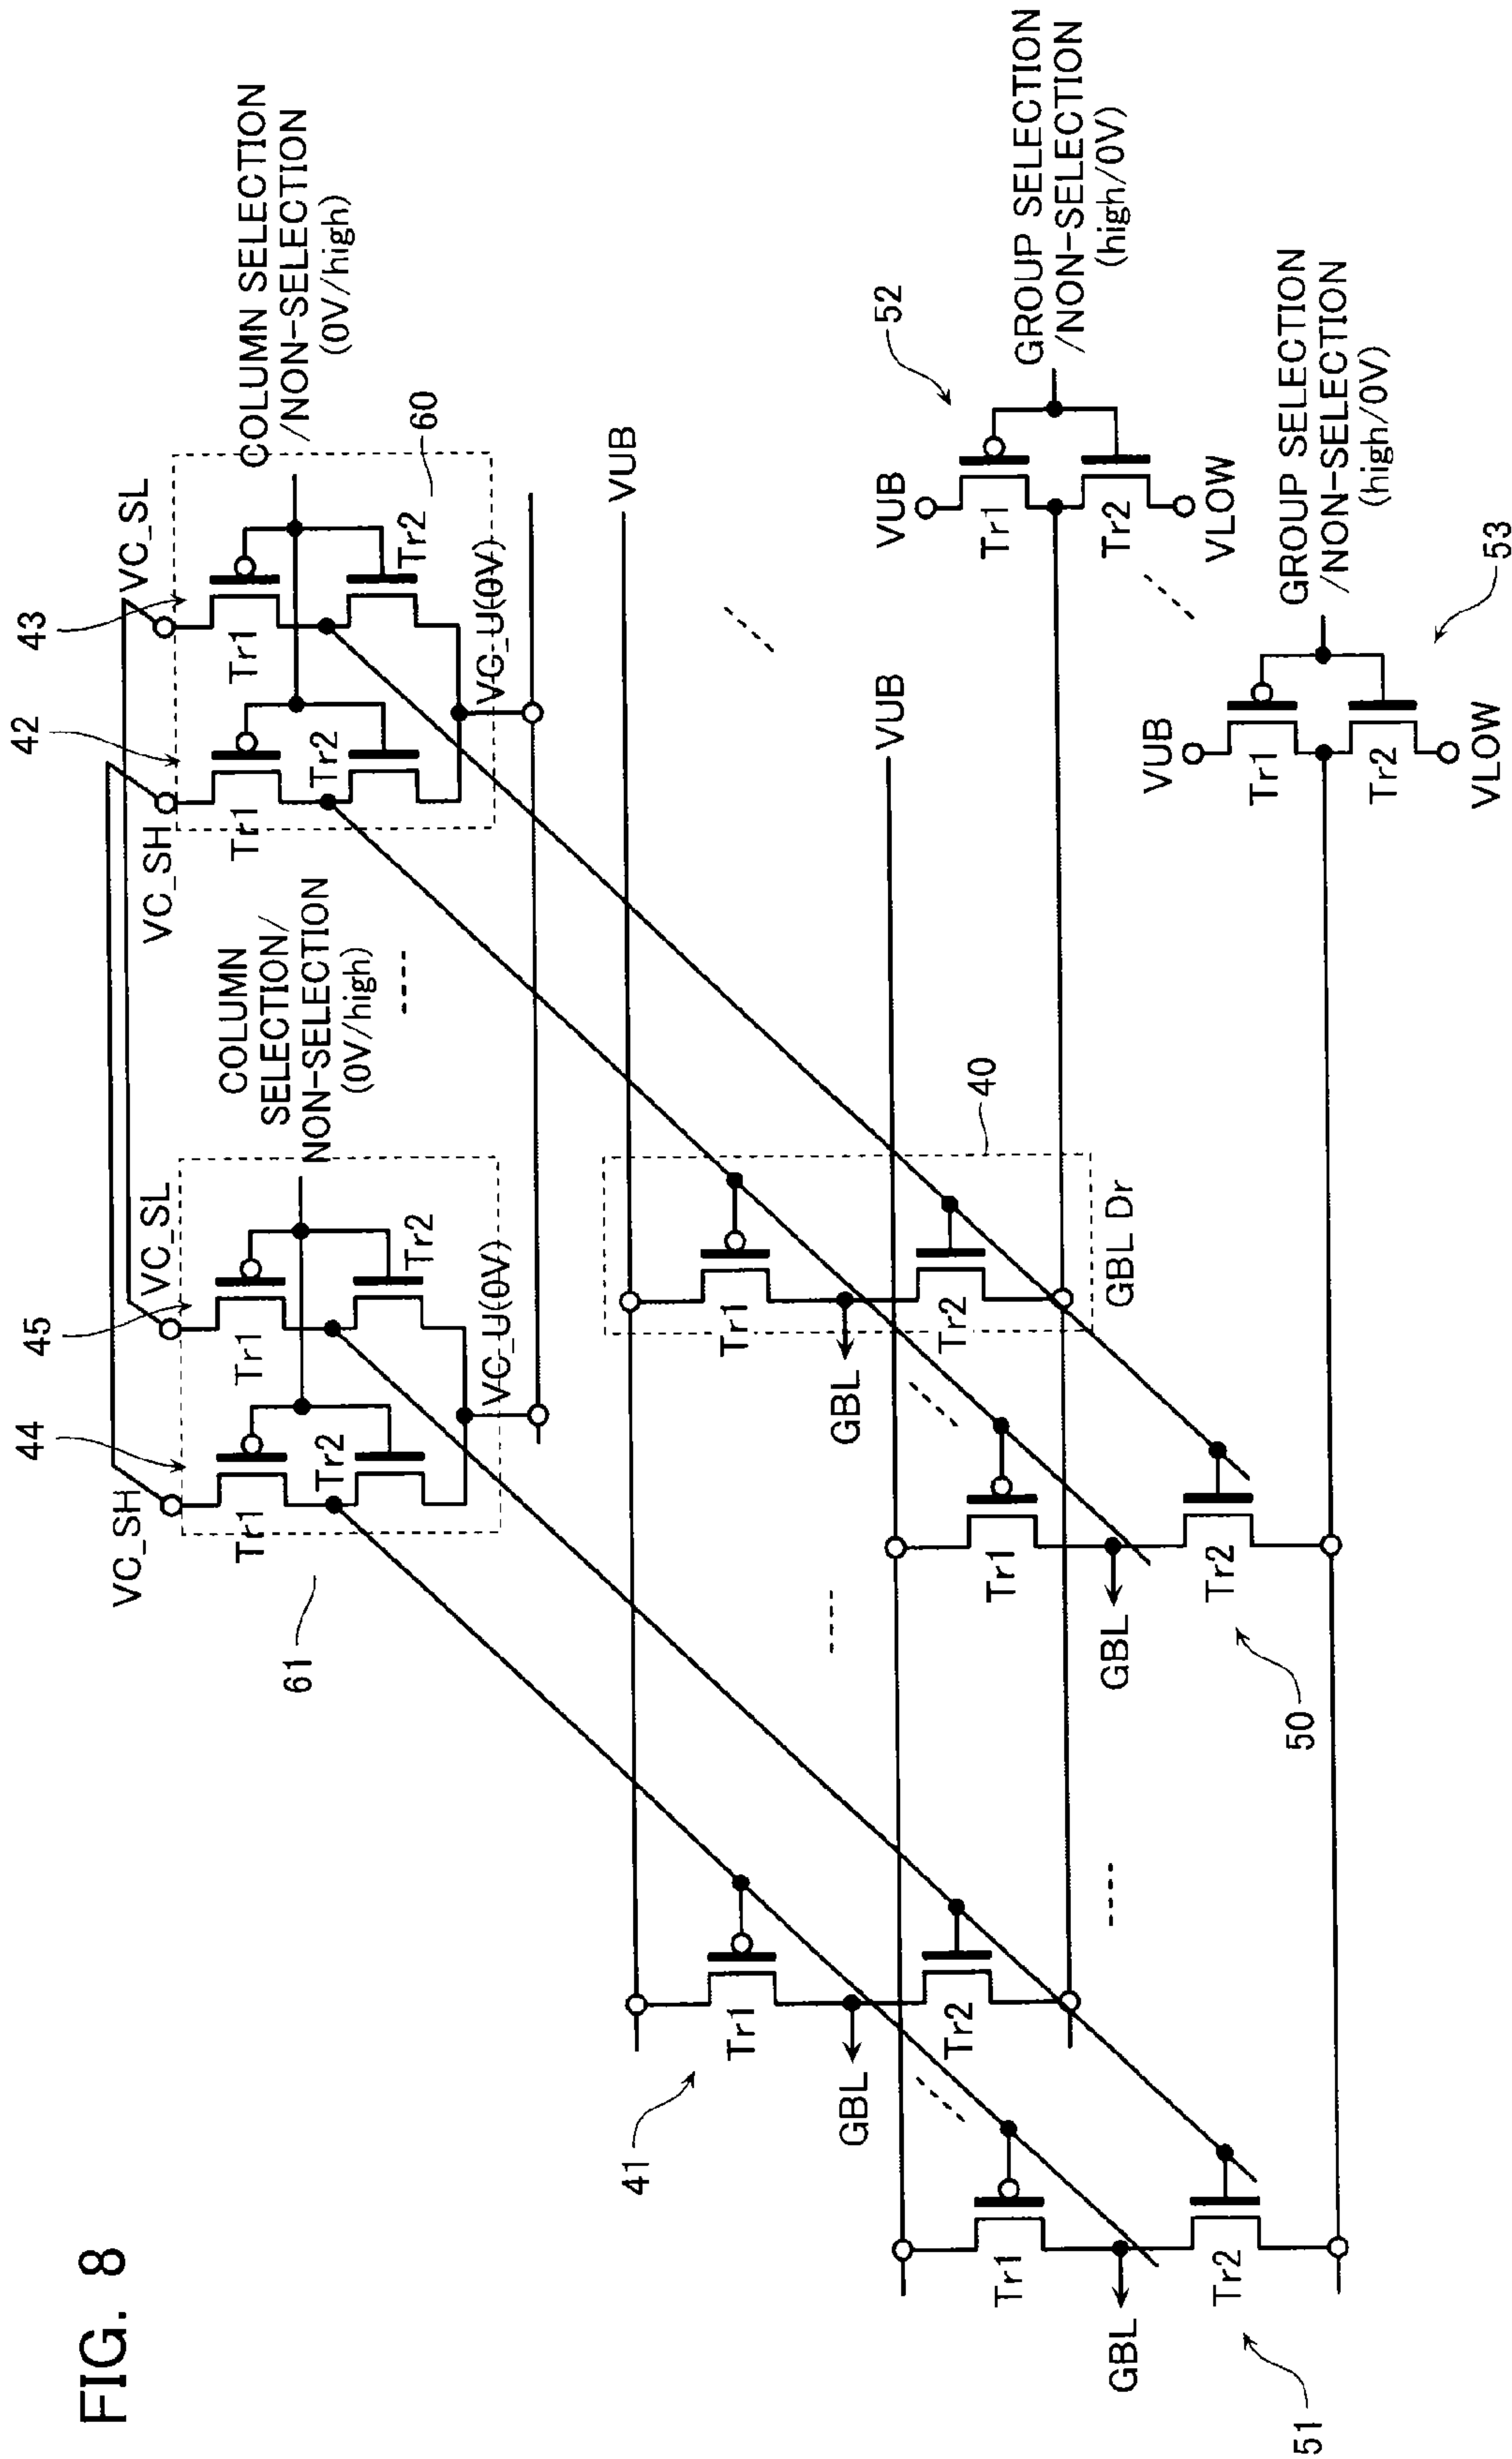 FIG. 8
43
VC_SL
42
VC_SH
COLUMN SELECTION
/NON-SELECTION
(0V/high)
60
Tr1
Tr2
Tr1
Tr2
VG_U(0V)
45
VC_SL
44
VC_SH
COLUMN
SELECTION/
NON-SELECTION
(0V/high)
61
Tr1
Tr2
Tr1
Tr2
VC_U(0V)
VUB
VUB
40
Tr1
GBL
Tr2
GBL Dr
41
Tr1
GBL
Tr2
52
VUB
Tr1
Tr2
VLOW
GROUP SELECTION
/NON-SELECTION
(high/0V)
Tr1
GBL
Tr2
50
Tr1
GBL
Tr2
51
VUB
Tr1
Tr2
VLOW
GROUP SELECTION
/NON-SELECTION
(high/0V)
53